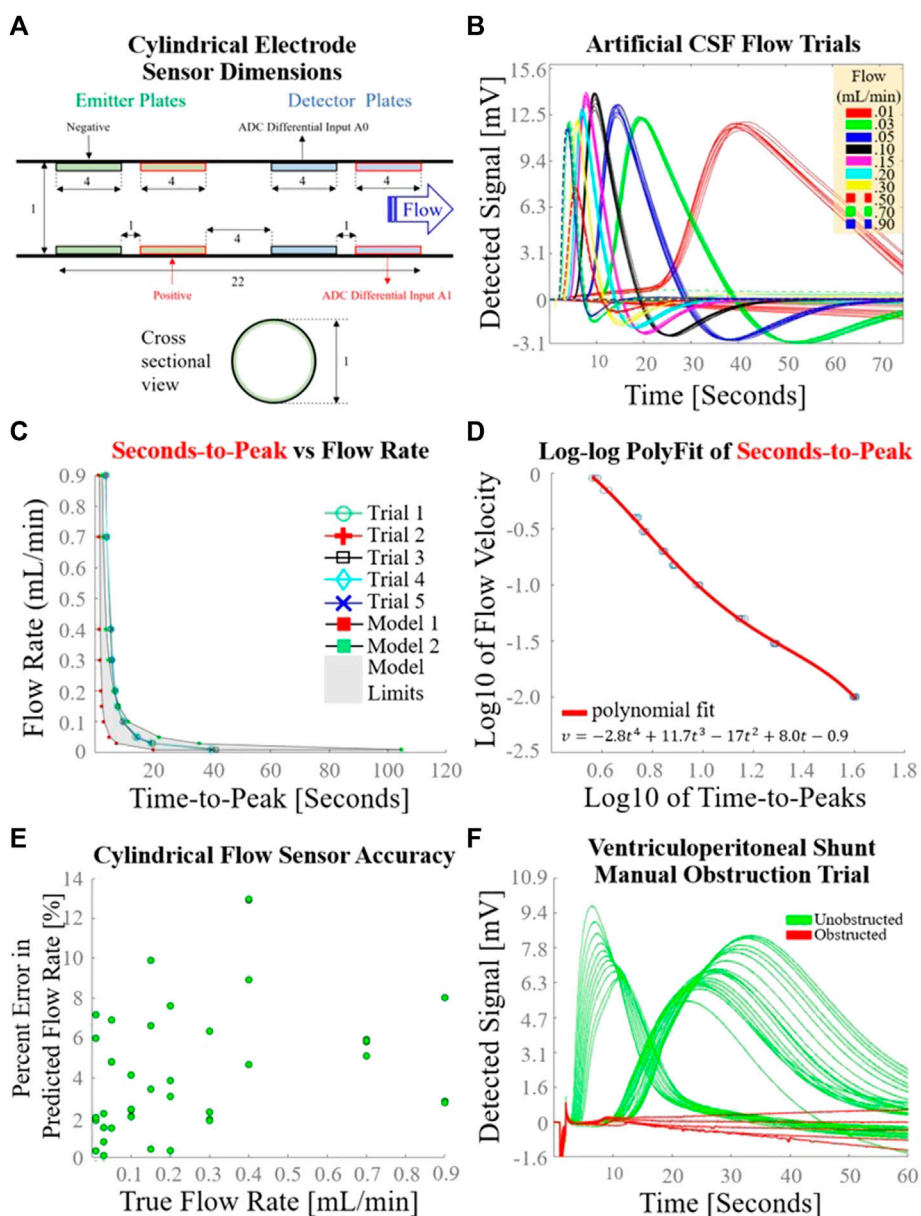 A
Cylindrical Electrode
Sensor Dimensions
Emitter Plates
Detector Plates
Negative
ADC Differential Input A0
4 4 4 4
1
Flow
1 4 1
22
Positive
ADC Differential Input A1
Cross
sectional
view
1
B
Artificial CSF Flow Trials
Detected Signal [mV]
15.6
12.4
9.4
6.3
3.1
0
-3.1
10 20 30 40 50 60 70
Time [Seconds]
Flow
(mL/min)
.01
.03
.05
.10
.15
.20
.30
.50
.70
.90
C
Seconds-to-Peak vs Flow Rate
Flow Rate (mL/min)
0.9
0.8
0.7
0.6
0.5
0.4
0.3
0.2
0.1
0
0 20 40 60 80 100 120
Time-to-Peak [Seconds]
Trial 1
Trial 2
Trial 3
Trial 4
Trial 5
Model 1
Model 2
Model
Limits
D
Log-log PolyFit of Seconds-to-Peak
Log10 of Flow Velocity
0
-0.5
-1.0
-1.5
-2.0
-2.5
0.6 0.8 1.0 1.2 1.4 1.6 1.8
Log10 of Time-to-Peaks
polynomial fit
v = −2.8t⁴ + 11.7t³ − 17t² + 8.0t − 0.9
E
Cylindrical Flow Sensor Accuracy
Percent Error in
Predicted Flow Rate [%]
14
12
10
8
6
4
2
0
0.1 0.2 0.3 0.4 0.5 0.6 0.7 0.8 0.9
True Flow Rate [mL/min]
F
Ventriculoperitoneal Shunt
Manual Obstruction Trial
Detected Signal [mV]
10.9
9.4
7.8
6.3
4.7
3.1
1.6
0
-1.6
10 20 30 40 50 60
Time [Seconds]
Unobstructed
Obstructed